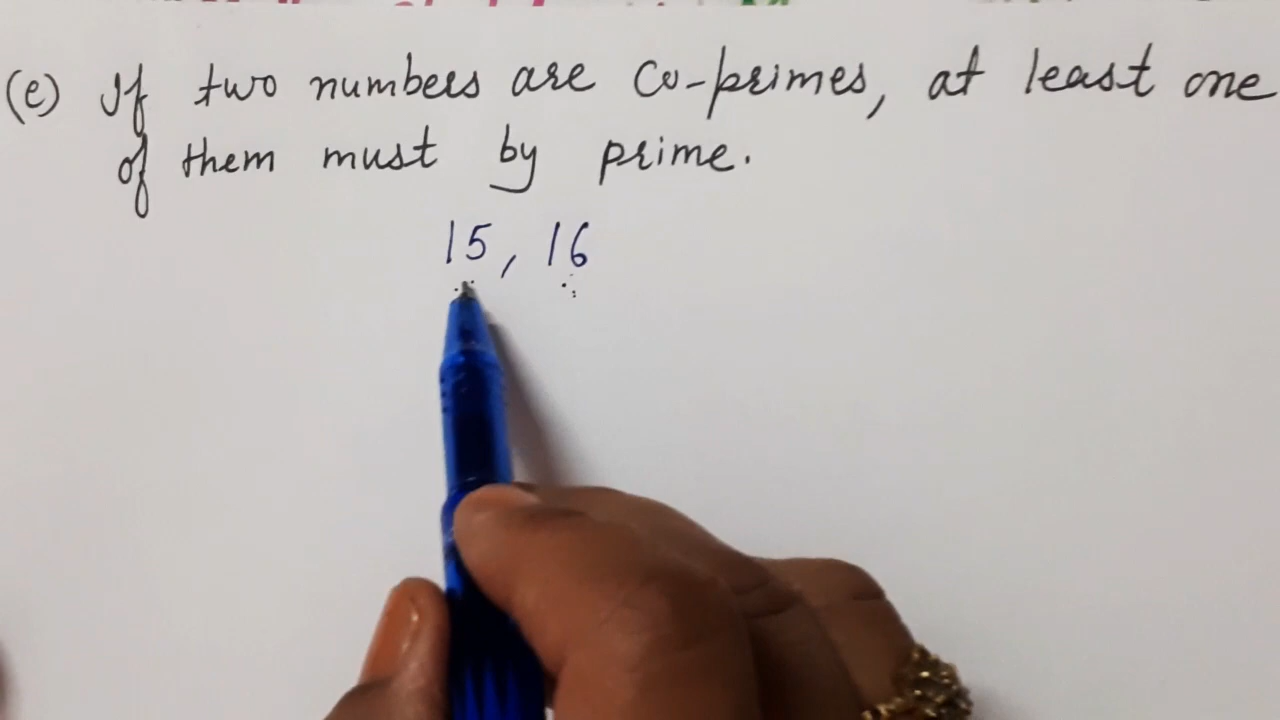 (e) If two numbers are Co-primes, at least one
of them must by prime.
15, 16